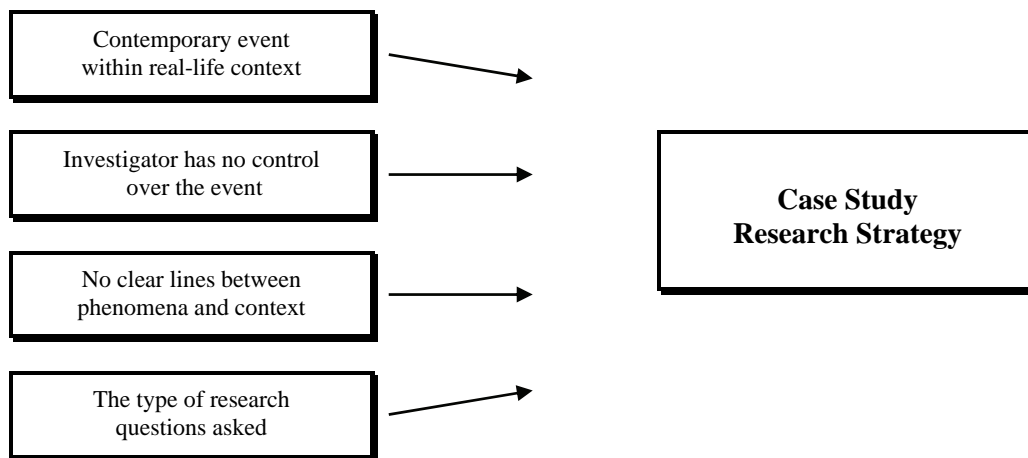 Contemporary event
within real-life context
Investigator has no control
over the event
No clear lines between
phenomena and context
The type of research
questions asked
Case Study
Research Strategy